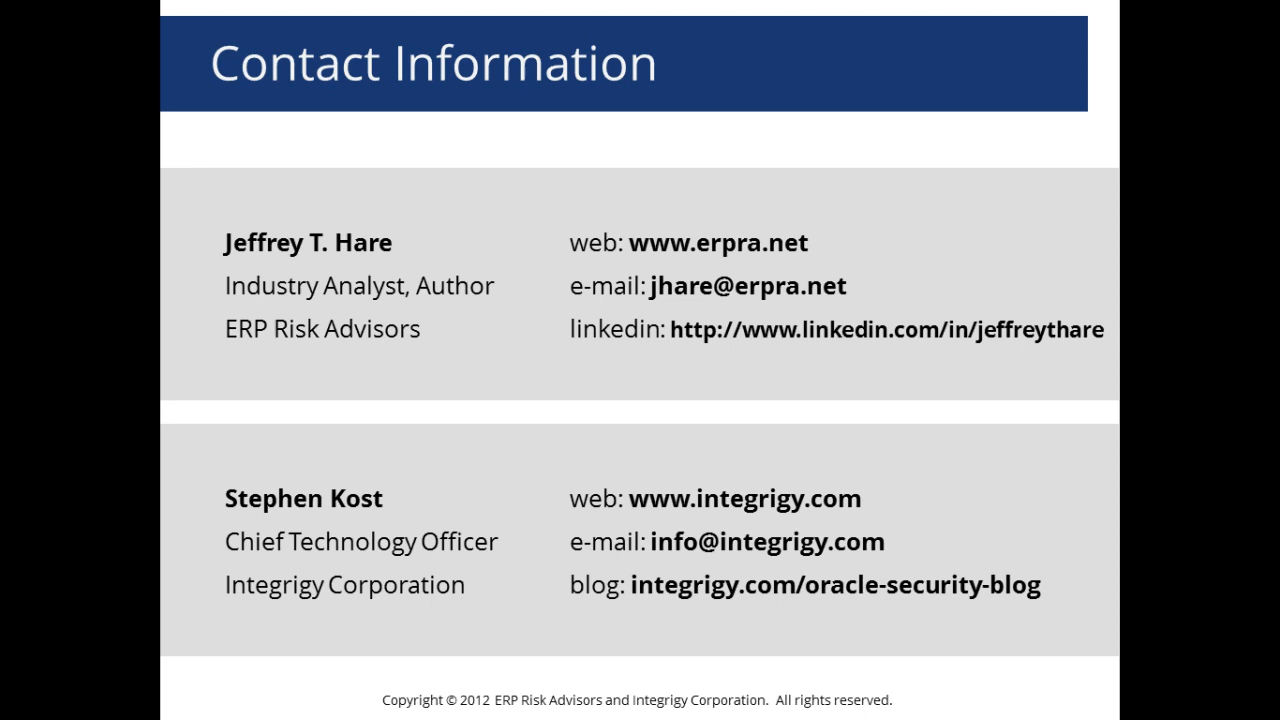 Contact Information
Jeffrey T. Hare
Industry Analyst, Author
ERP Risk Advisors
web: www.erpra.net
e-mail: jhare@erpra.net
linkedin: http://www.linkedin.com/in/jeffreythare
Stephen Kost
Chief Technology Officer
Integrigy Corporation
web: www.integrigy.com
e-mail: info@integrigy.com
blog: integrigy.com/oracle-security-blog
Copyright © 2012 ERP Risk Advisors and Integrigy Corporation. All rights reserved.